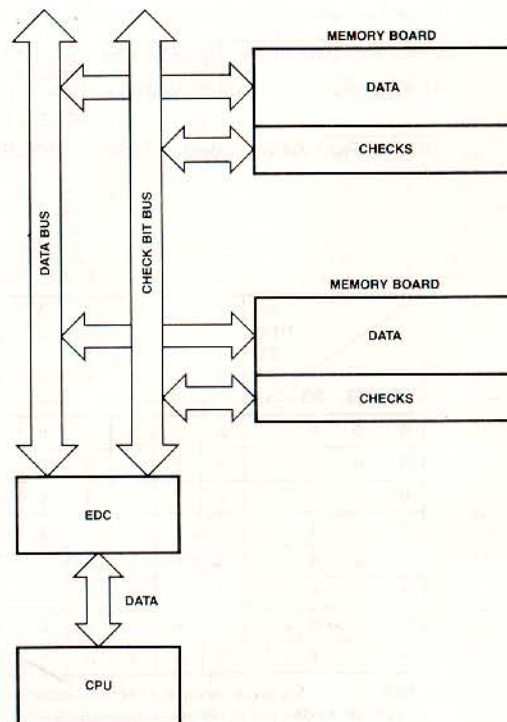 MEMORY BOARD
DATA
CHECKS
DATA BUS
CHECK BIT BUS
MEMORY BOARD
DATA
CHECKS
EDC
DATA
CPU